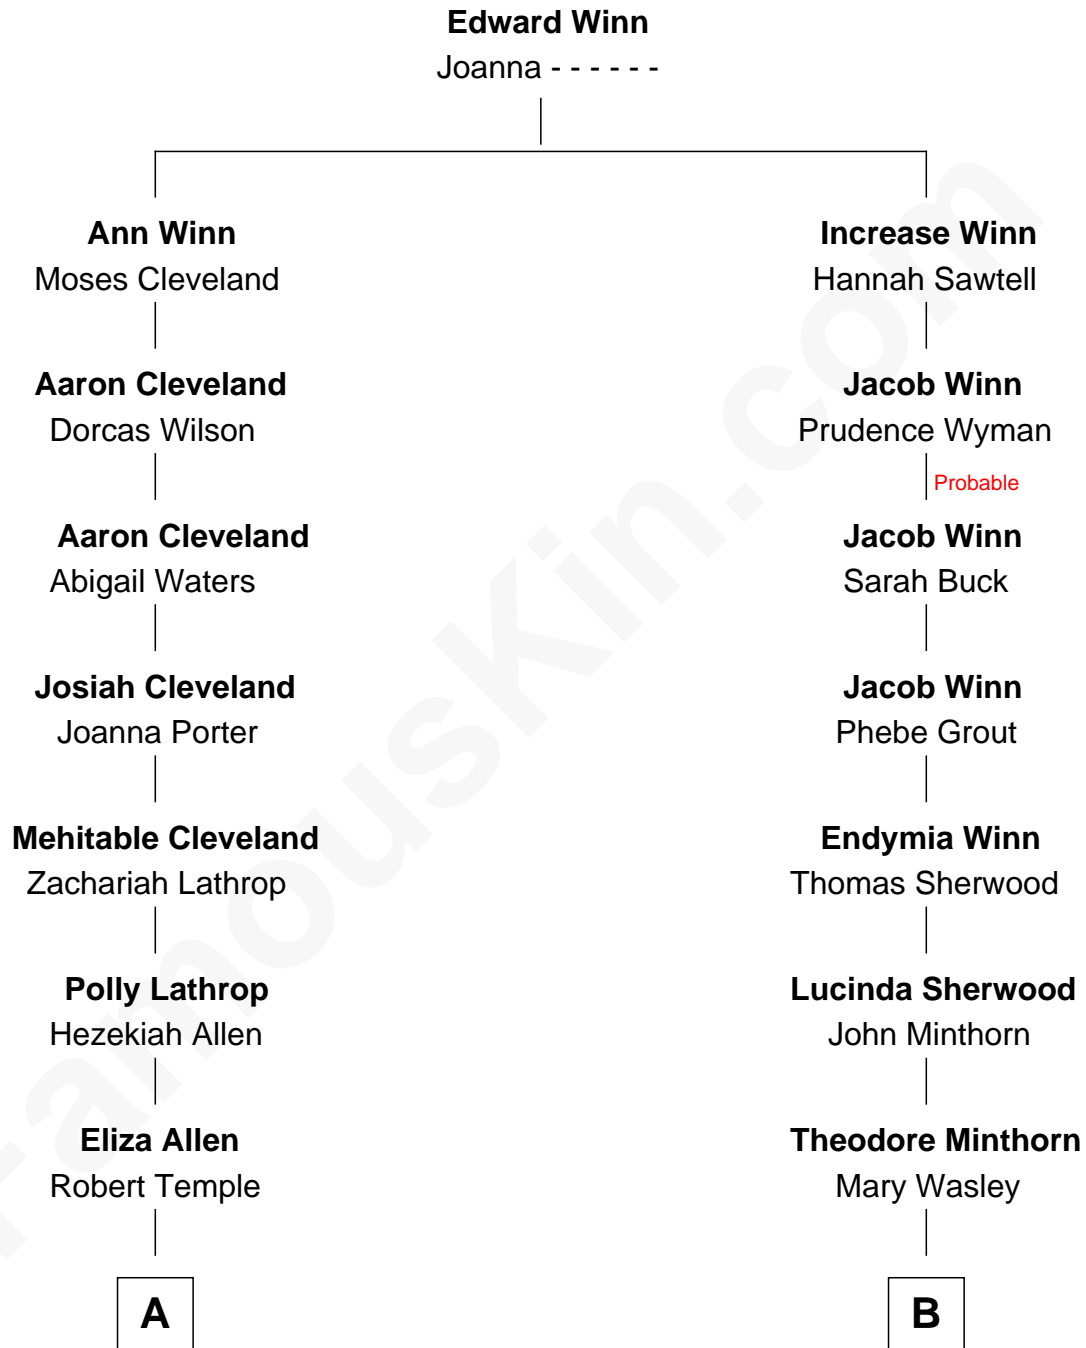 Edward Winn
Joanna - - - - - -
Ann Winn
Moses Cleveland
Aaron Cleveland
Dorcas Wilson
Aaron Cleveland
Abigail Waters
Josiah Cleveland
Joanna Porter
Mehitable Cleveland
Zachariah Lathrop
Polly Lathrop
Hezekiah Allen
Eliza Allen
Robert Temple
A
Increase Winn
Hannah Sawtell
Jacob Winn
Prudence Wyman
Probable
Jacob Winn
Sarah Buck
Jacob Winn
Phebe Grout
Endymia Winn
Thomas Sherwood
Lucinda Sherwood
John Minthorn
Theodore Minthorn
Mary Wasley
B
FamousKin.com